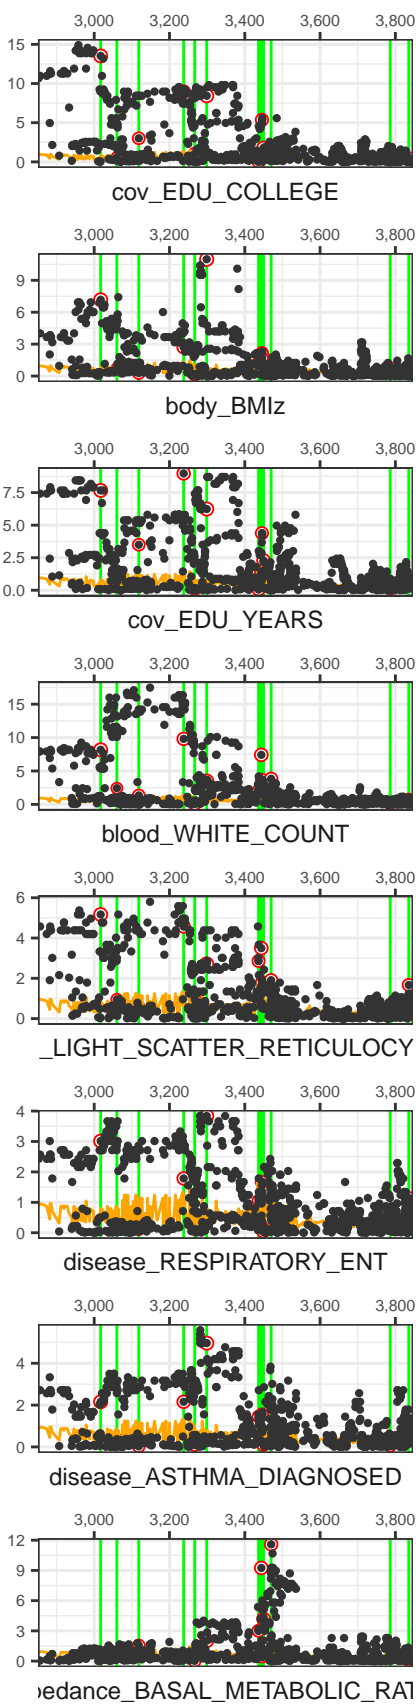 3,000 3,200 3,400 3,600 3,800
15
10
5
0
cov_EDU_COLLEGE
3,000 3,200 3,400 3,600 3,800
9
6
3
0
body_BMIz
3,000 3,200 3,400 3,600 3,800
7.5
5.0
2.5
0.0
cov_EDU_YEARS
3,000 3,200 3,400 3,600 3,800
15
10
5
0
blood_WHITE_COUNT
3,000 3,200 3,400 3,600 3,800
6
4
2
0
_LIGHT_SCATTER_RETICULOCY
3,000 3,200 3,400 3,600 3,800
4
3
2
1
0
disease_RESPIRATORY_ENT
3,000 3,200 3,400 3,600 3,800
4
2
0
disease_ASTHMA_DIAGNOSED
3,000 3,200 3,400 3,600 3,800
12
9
6
3
0
pedance_BASAL_METABOLIC_RAT